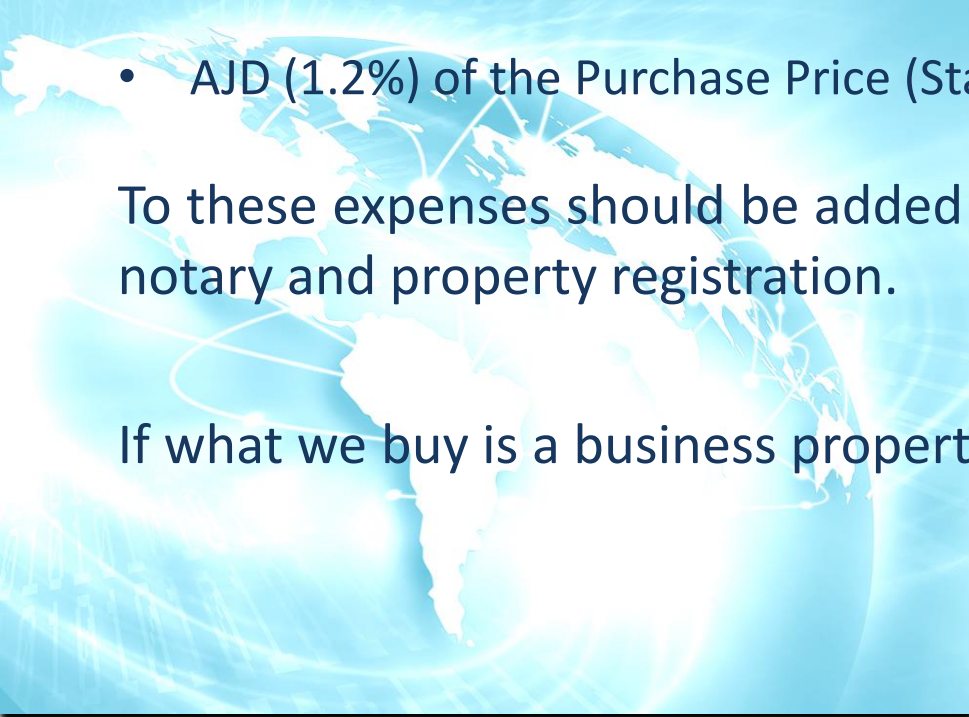 • AJD (1.2%) of the Purchase Price (Sta
To these expenses should be added
notary and property registration.
If what we buy is a business propert